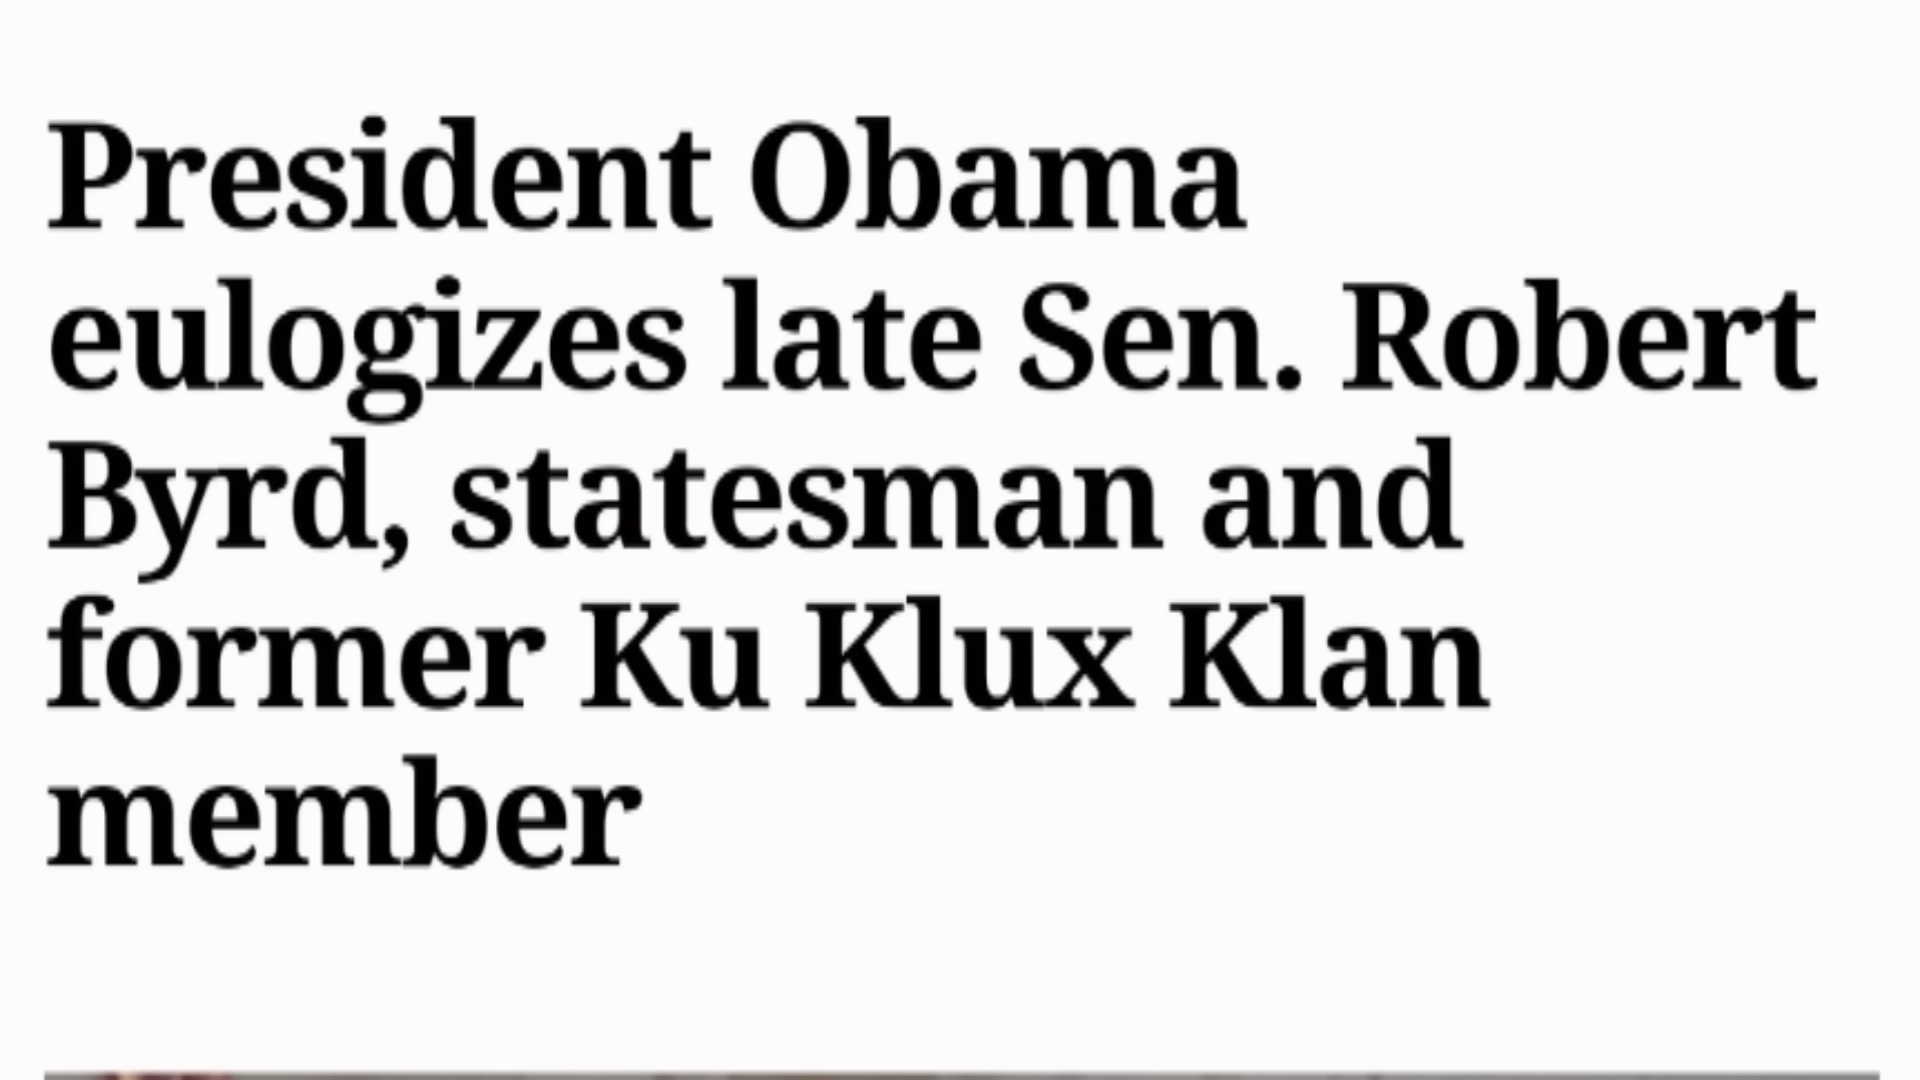 President Obama
eulogizes late Sen. Robert
Byrd, statesman and
former Ku Klux Klan
member